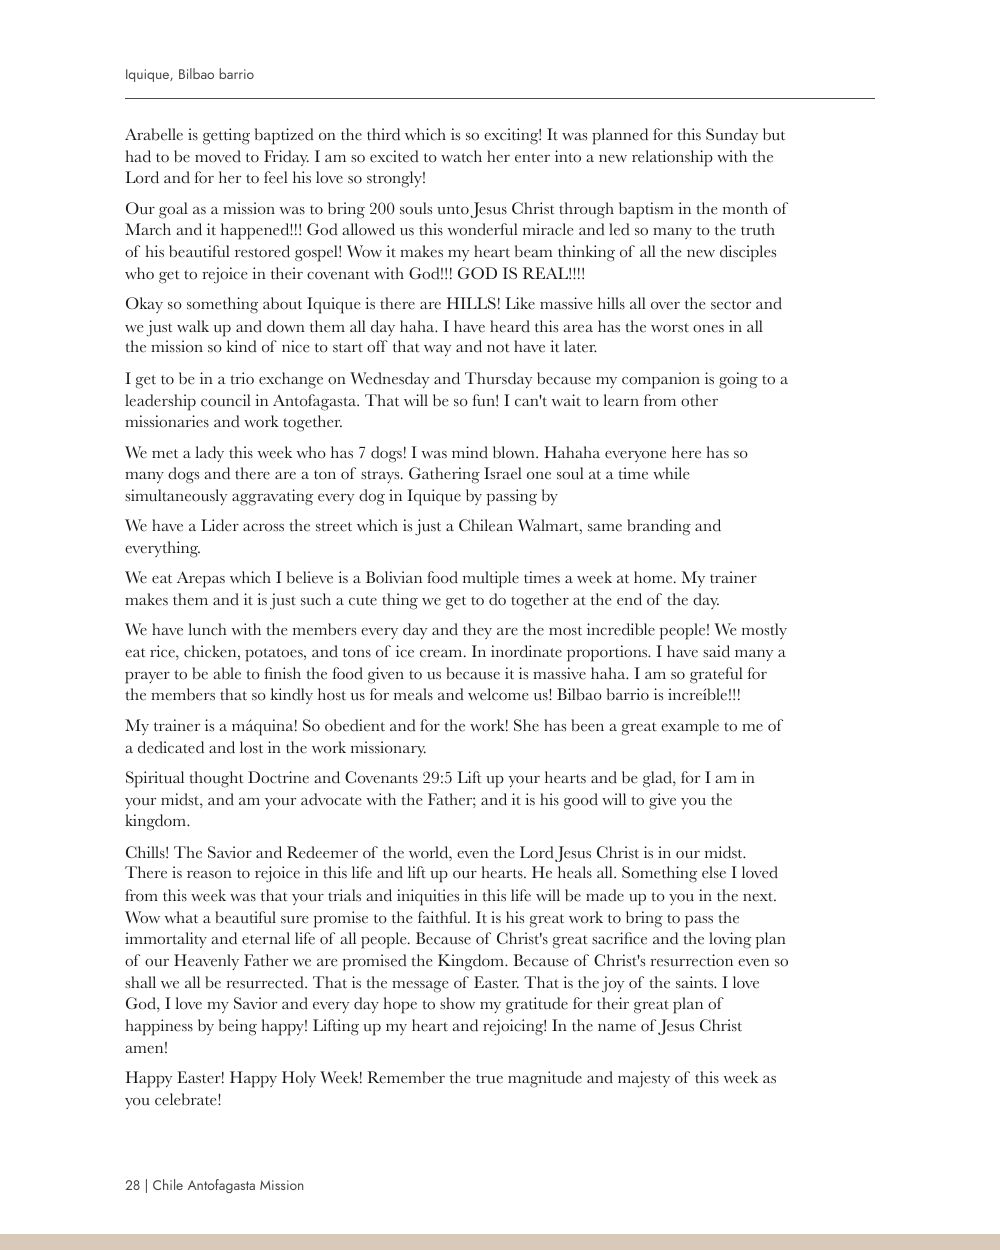 Iquique, Bilbao barrio
Arabelle is getting baptized on the third which is so exciting! It was planned for this Sunday but
had to be moved to Friday. I am so excited to watch her enter into a new relationship with the
Lord and for her to feel his love so strongly!
Our goal as a mission was to bring 200 souls unto Jesus Christ through baptism in the month of
March and it happened!!! God allowed us this wonderful miracle and led so many to the truth
of his beautiful restored gospel! Wow it makes my heart beam thinking of all the new disciples
who get to rejoice in their covenant with God!!! GOD IS REAL!!!!
Okay so something about Iquique is there are HILLS! Like massive hills all over the sector and
we just walk up and down them all day haha. I have heard this area has the worst ones in all
the mission so kind of nice to start off that way and not have it later.
I get to be in a trio exchange on Wednesday and Thursday because my companion is going to a
leadership council in Antofagasta. That will be so fun! I can't wait to learn from other
missionaries and work together.
We met a lady this week who has 7 dogs! I was mind blown. Hahaha everyone here has so
many dogs and there are a ton of strays. Gathering Israel one soul at a time while
simultaneously aggravating every dog in Iquique by passing by
We have a Lider across the street which is just a Chilean Walmart, same branding and
everything.
We eat Arepas which I believe is a Bolivian food multiple times a week at home. My trainer
makes them and it is just such a cute thing we get to do together at the end of the day.
We have lunch with the members every day and they are the most incredible people! We mostly
eat rice, chicken, potatoes, and tons of ice cream. In inordinate proportions. I have said many a
prayer to be able to finish the food given to us because it is massive haha. I am so grateful for
the members that so kindly host us for meals and welcome us! Bilbao barrio is increíble!!!
My trainer is a máquina! So obedient and for the work! She has been a great example to me of
a dedicated and lost in the work missionary.
Spiritual thought Doctrine and Covenants 29:5 Lift up your hearts and be glad, for I am in
your midst, and am your advocate with the Father; and it is his good will to give you the
kingdom.
Chills! The Savior and Redeemer of the world, even the Lord Jesus Christ is in our midst.
There is reason to rejoice in this life and lift up our hearts. He heals all. Something else I loved
from this week was that your trials and iniquities in this life will be made up to you in the next.
Wow what a beautiful sure promise to the faithful. It is his great work to bring to pass the
immortality and eternal life of all people. Because of Christ's great sacrifice and the loving plan
of our Heavenly Father we are promised the Kingdom. Because of Christ's resurrection even so
shall we all be resurrected. That is the message of Easter. That is the joy of the saints. I love
God, I love my Savior and every day hope to show my gratitude for their great plan of
happiness by being happy! Lifting up my heart and rejoicing! In the name of Jesus Christ
amen!
Happy Easter! Happy Holy Week! Remember the true magnitude and majesty of this week as
you celebrate!
28 | Chile Antofagasta Mission